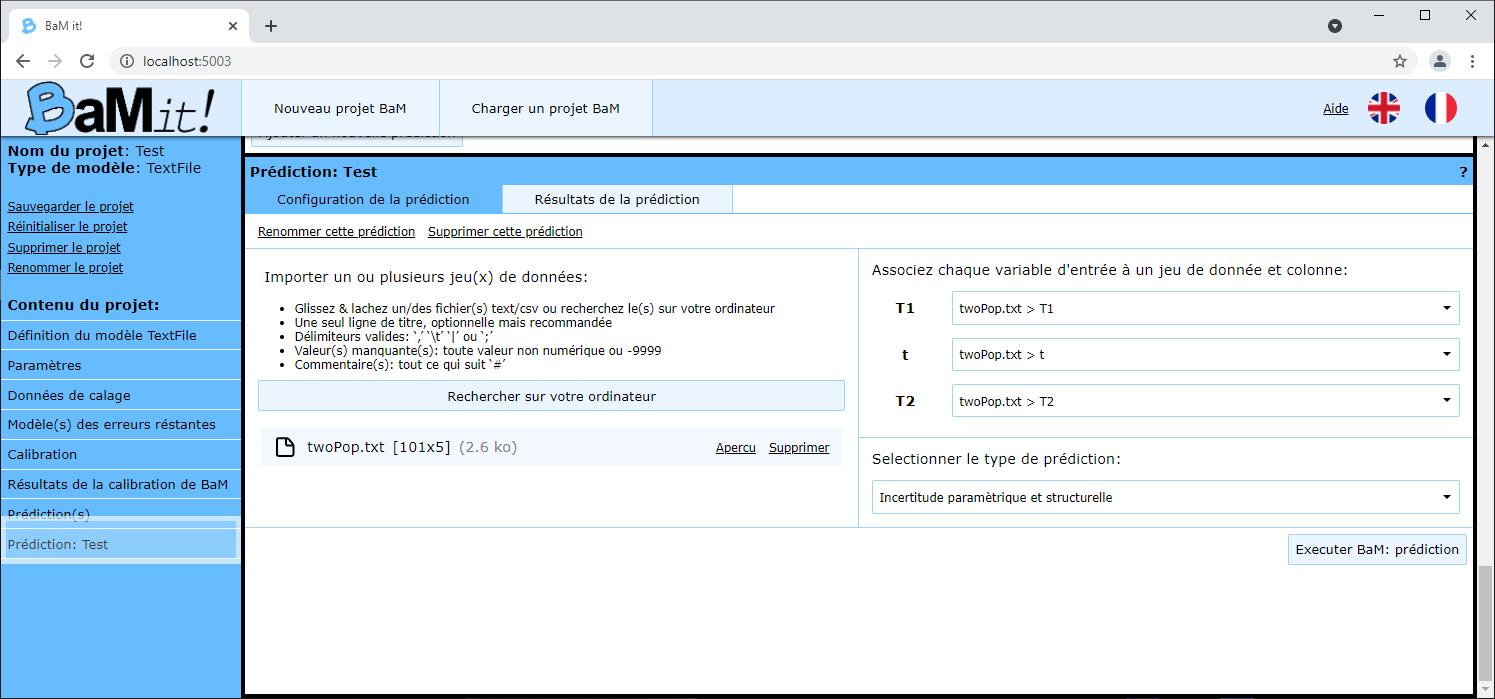 BaM it!
localhost:5003
BaMit!
Nouveau projet BaM
Charger un projet BaM
Aide
Nom du projet: Test
Type de modèle: TextFile
Sauvegarder le projet
Réinitialiser le projet
Supprimer le projet
Renommer le projet
Contenu du projet:
Définition du modèle TextFile
Paramètres
Données de calage
Modèle(s) des erreurs réstantes
Calibration
Résultats de la calibration de BaM
Prédiction(s)
Prédiction: Test
Ajouter un nouvelle prédiction
Prédiction: Test
?
Configuration de la prédiction
Résultats de la prédiction
Renommer cette prédiction
Supprimer cette prédiction
Importer un ou plusieurs jeu(x) de données:
• Glissez & lachez un/des fichier(s) text/csv ou recherchez le(s) sur votre ordinateur
• Une seul ligne de titre, optionnelle mais recommandée
• Délimiteurs valides: `,´ `\t´ `|´ ou `;´
• Valeur(s) manquante(s): toute valeur non numérique ou -9999
• Commentaire(s): tout ce qui suit `#´
Rechercher sur votre ordinateur
twoPop.txt [101x5] (2.6 ko)
Apercu
Supprimer
Associez chaque variable d'entrée à un jeu de donnée et colonne:
T1
twoPop.txt > T1
t
twoPop.txt > t
T2
twoPop.txt > T2
Selectionner le type de prédiction:
Incertitude paramètrique et structurelle
Executer BaM: prédiction